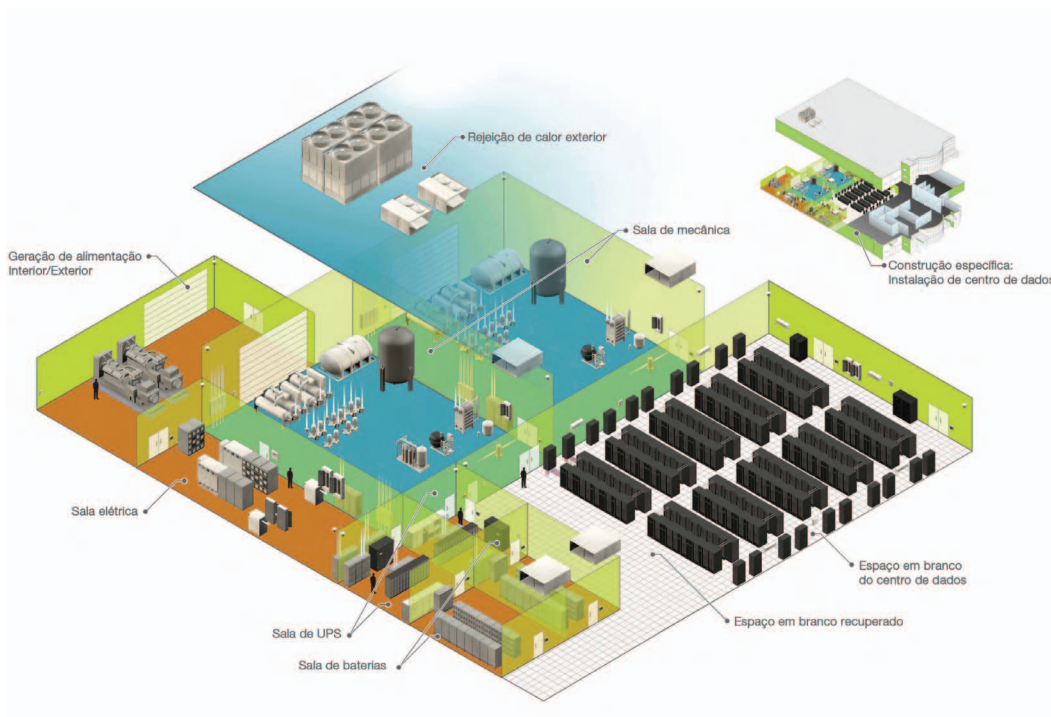 Rejeição de calor exterior
Sala de mecânica
Geração de alimentação
Interior/Exterior
Construção específica:
Instalação de centro de dados
Sala elétrica
Espaço em branco
do centro de dados
Espaço em branco recuperado
Sala de UPS
Sala de baterias